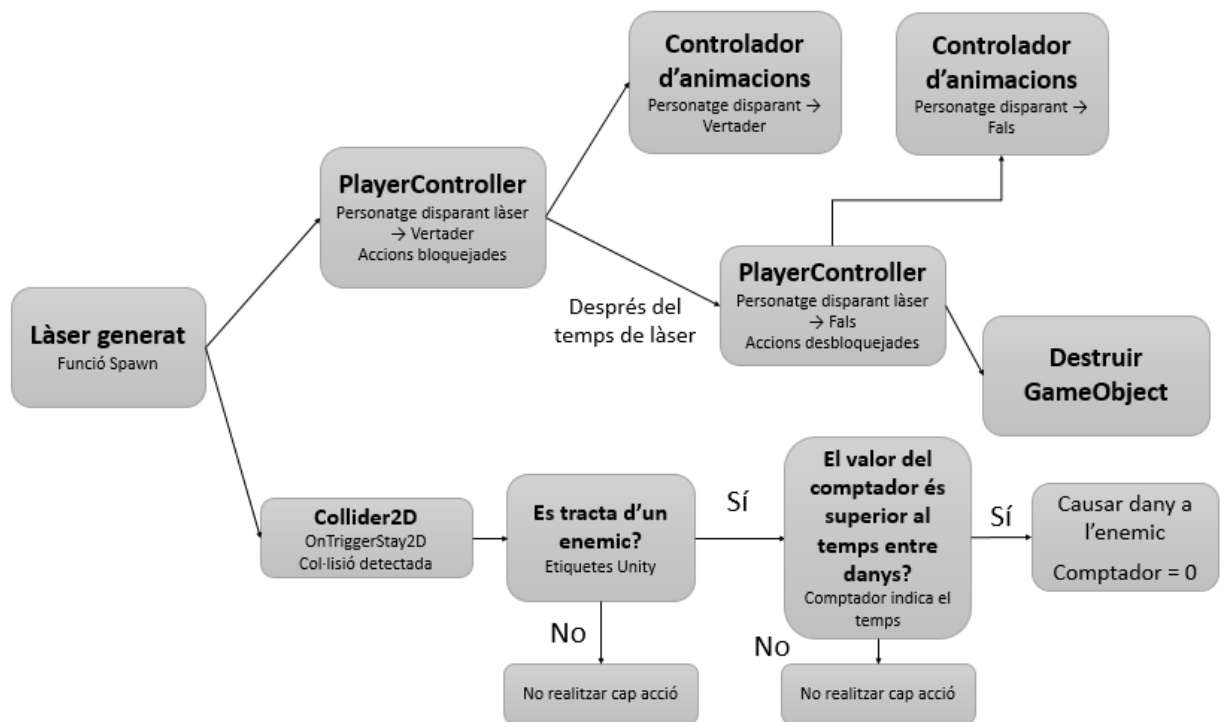 Controlador
d'animacions
Personatge disparant →
Vertader
Controlador
d'animacions
Personatge disparant →
Fals
PlayerController
Personatge disparant làser
→ Vertader
Accions bloquejades
Després del
temps de làser
PlayerController
Personatge disparant làser
→ Fals
Accions desbloquejades
Làser generat
Funció Spawn
Destruir
GameObject
Collider2D
OnTriggerStay2D
Col·lisió detectada
Es tracta d'un
enemic?
Etiquetes Unity
Sí
El valor del
comptador és
superior al
temps entre
danys?
Comptador indica el
temps
Sí
Causar dany a
l'enemic
Comptador = 0
No
No
No realitzar cap acció
No realitzar cap acció